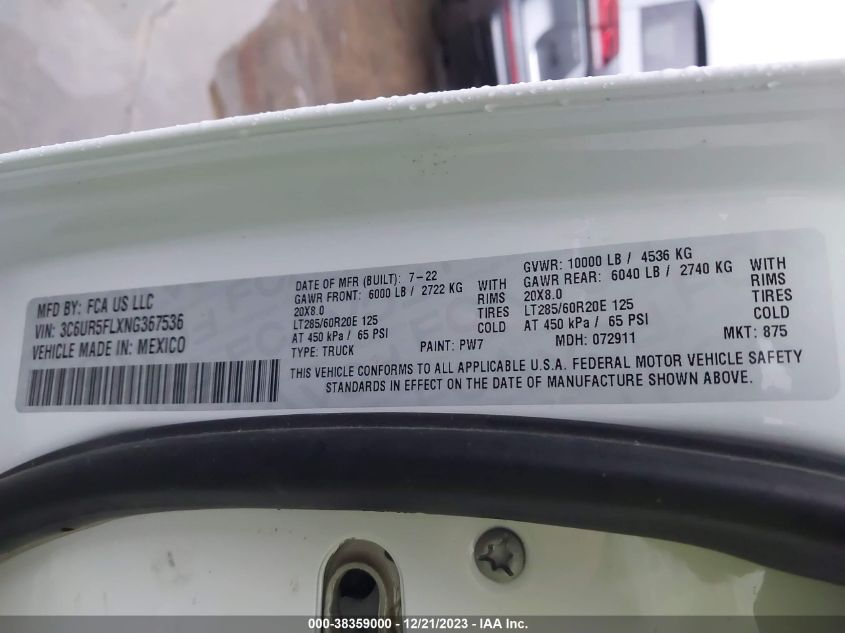 MFD BY: FCA US LLC
VIN: 3C6UR5FLXNG367536
VEHICLE MADE IN: MEXICO
DATE OF MFR (BUILT): 7-22
GAWR FRONT: 6000 LB / 2722 KG WITH
20X8.0 RIMS
LT285/60R20E 125 TIRES
AT 450 kPa / 65 PSI COLD
TYPE: TRUCK PAINT: PW7
GVWR: 10000 LB / 4536 KG
GAWR REAR: 6040 LB / 2740 KG WITH
20X8.0 RIMS
LT285/60R20E 125 TIRES
AT 450 kPa / 65 PSI COLD
MDH: 072911 MKT: 875
THIS VEHICLE CONFORMS TO ALL APPLICABLE U.S.A. FEDERAL MOTOR VEHICLE SAFETY
STANDARDS IN EFFECT ON THE DATE OF MANUFACTURE SHOWN ABOVE.
000-38359000 - 12/21/2023 - IAA Inc.